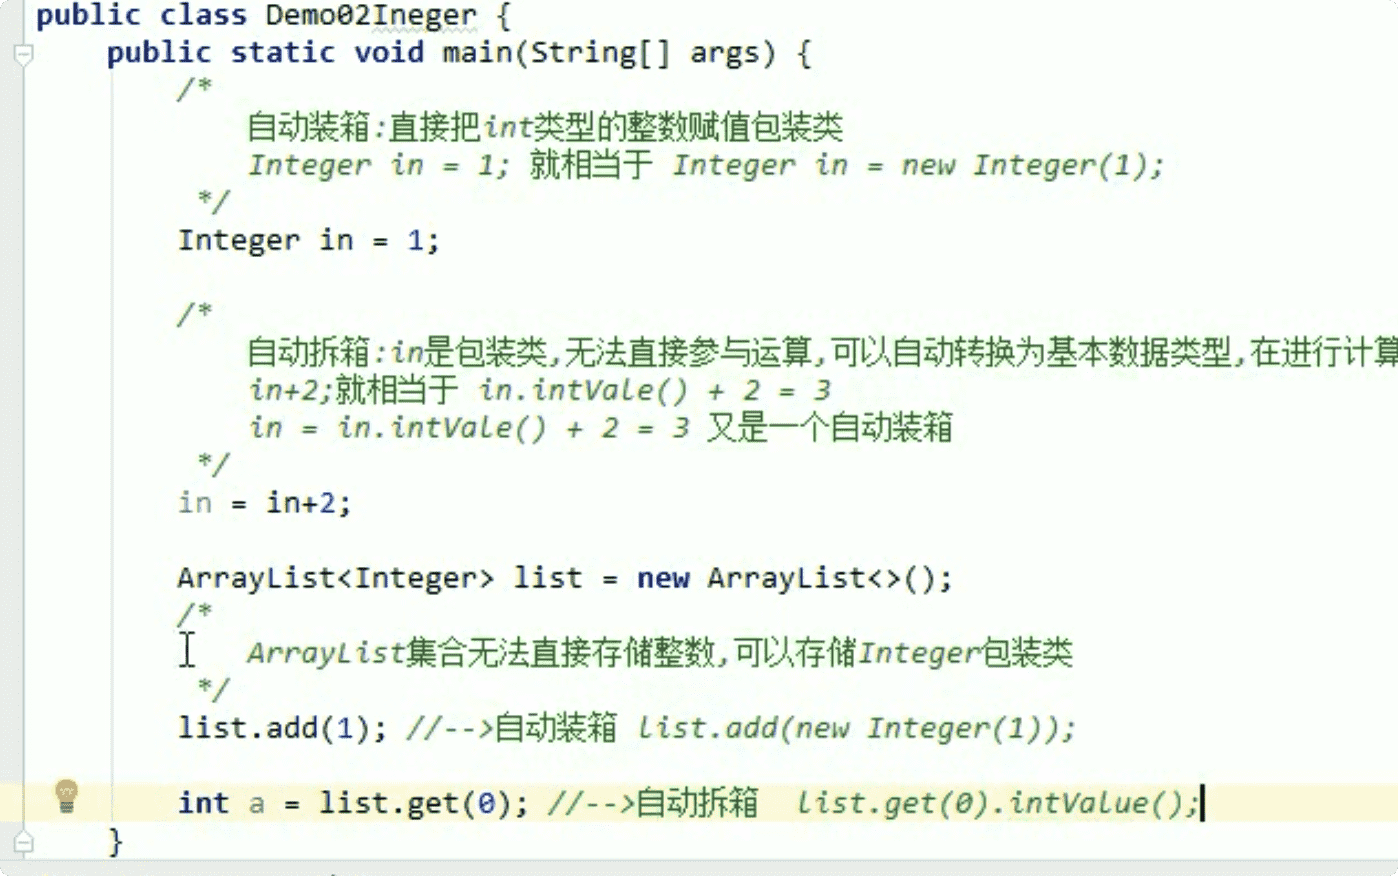 public class Demo02Ineger {
public static void main(String[] args) {
/*
自动装箱:直接把int类型的整数赋值包装类
Integer in = 1; 就相当于 Integer in = new Integer(1);
*/
Integer in = 1;
/*
自动拆箱:in是包装类,无法直接参与运算,可以自动转换为基本数据类型,在进行计算
in+2;就相当于 in.intVale() + 2 = 3
in = in.intVale() + 2 = 3 又是一个自动装箱
*/
in = in+2;
ArrayList<Integer> list = new ArrayList<>();
/*
ArrayList集合无法直接存储整数,可以存储Integer包装类
*/
list.add(1); //-->自动装箱 list.add(new Integer(1));
int a = list.get(0); //-->自动拆箱 list.get(0).intValue();
}